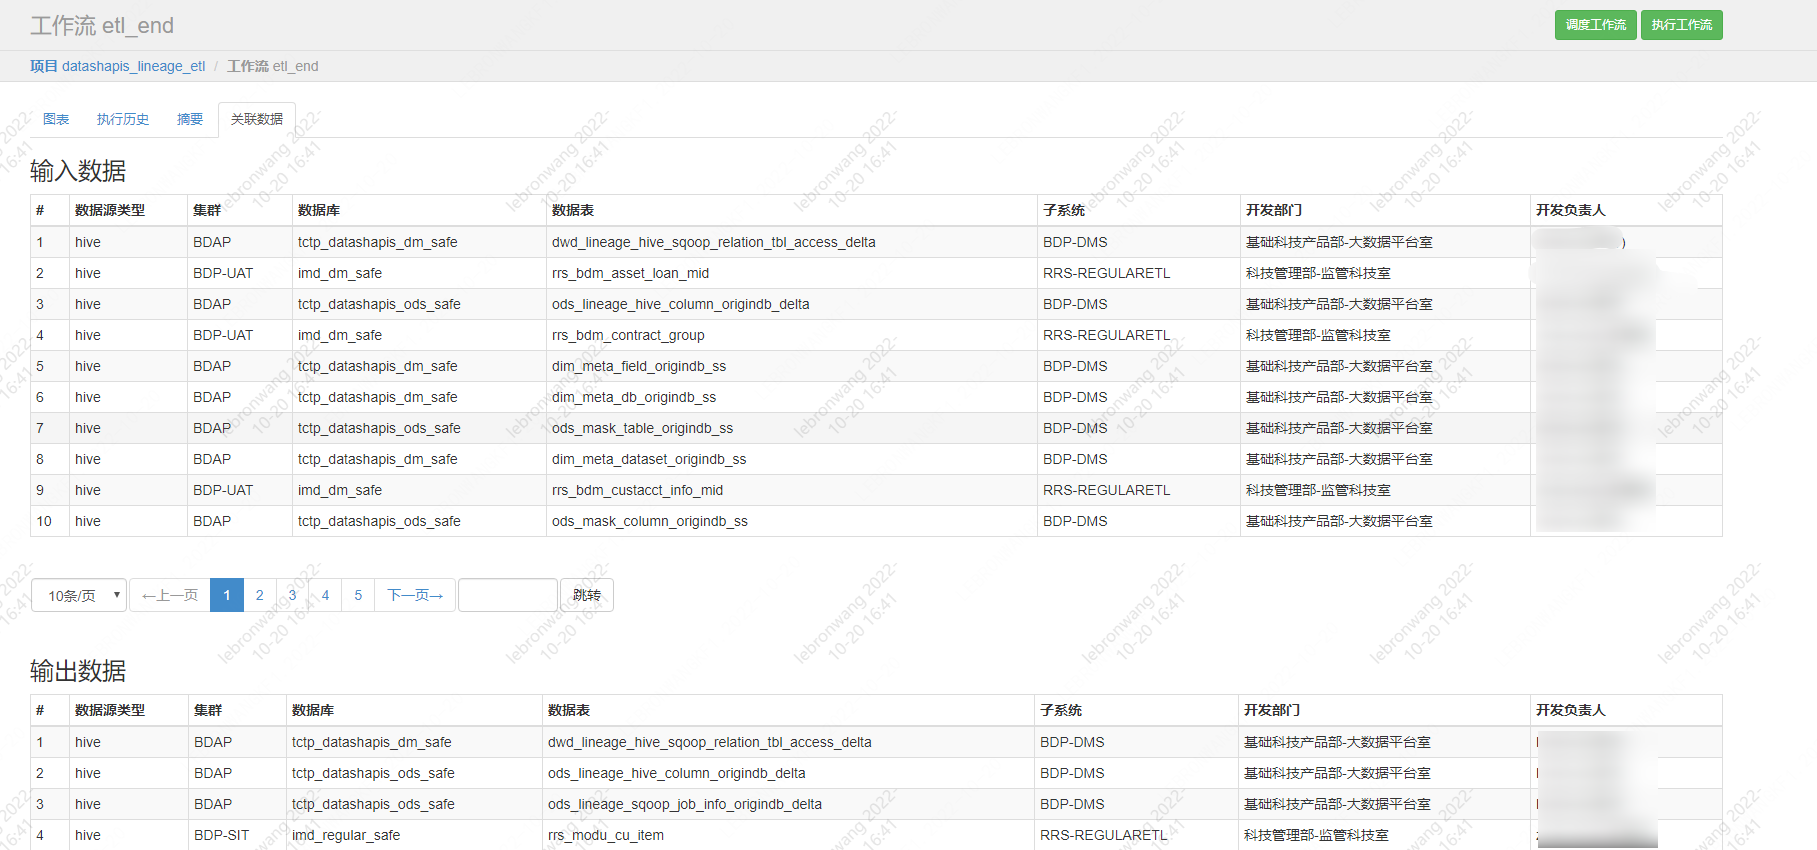 工作流 etl_end
调度工作流 执行工作流
项目 datashapis_lineage_etl / 工作流 etl_end
图表 执行历史 摘要 关联数据
输入数据
# 数据源类型 集群 数据库 数据表 子系统 开发部门 开发负责人
1 hive BDAP tctp_datashapis_dm_safe dwd_lineage_hive_sqoop_relation_tbl_access_delta BDP-DMS 基础科技产品部-大数据平台室 )
2 hive BDP-UAT imd_dm_safe rrs_bdm_asset_loan_mid RRS-REGULARETL 科技管理部-监管科技室
3 hive BDAP tctp_datashapis_ods_safe ods_lineage_hive_column_origindb_delta BDP-DMS 基础科技产品部-大数据平台室
4 hive BDP-UAT imd_dm_safe rrs_bdm_contract_group RRS-REGULARETL 科技管理部-监管科技室
5 hive BDAP tctp_datashapis_dm_safe dim_meta_field_origindb_ss BDP-DMS 基础科技产品部-大数据平台室
6 hive BDAP tctp_datashapis_dm_safe dim_meta_db_origindb_ss BDP-DMS 基础科技产品部-大数据平台室
7 hive BDAP tctp_datashapis_ods_safe ods_mask_table_origindb_ss BDP-DMS 基础科技产品部-大数据平台室
8 hive BDAP tctp_datashapis_dm_safe dim_meta_dataset_origindb_ss BDP-DMS 基础科技产品部-大数据平台室
9 hive BDP-UAT imd_dm_safe rrs_bdm_custacct_info_mid RRS-REGULARETL 科技管理部-监管科技室
10 hive BDAP tctp_datashapis_ods_safe ods_mask_column_origindb_ss BDP-DMS 基础科技产品部-大数据平台室
10条/页 ←上一页 1 2 3 4 5 下一页→ 跳转
输出数据
# 数据源类型 集群 数据库 数据表 子系统 开发部门 开发负责人
1 hive BDAP tctp_datashapis_dm_safe dwd_lineage_hive_sqoop_relation_tbl_access_delta BDP-DMS 基础科技产品部-大数据平台室
2 hive BDAP tctp_datashapis_ods_safe ods_lineage_hive_column_origindb_delta BDP-DMS 基础科技产品部-大数据平台室
3 hive BDAP tctp_datashapis_ods_safe ods_lineage_sqoop_job_info_origindb_delta BDP-DMS 基础科技产品部-大数据平台室
4 hive BDP-SIT imd_regular_safe rrs_modu_cu_item RRS-REGULARETL 科技管理部-监管科技室
lebronwang 2022-
10-20 16:41